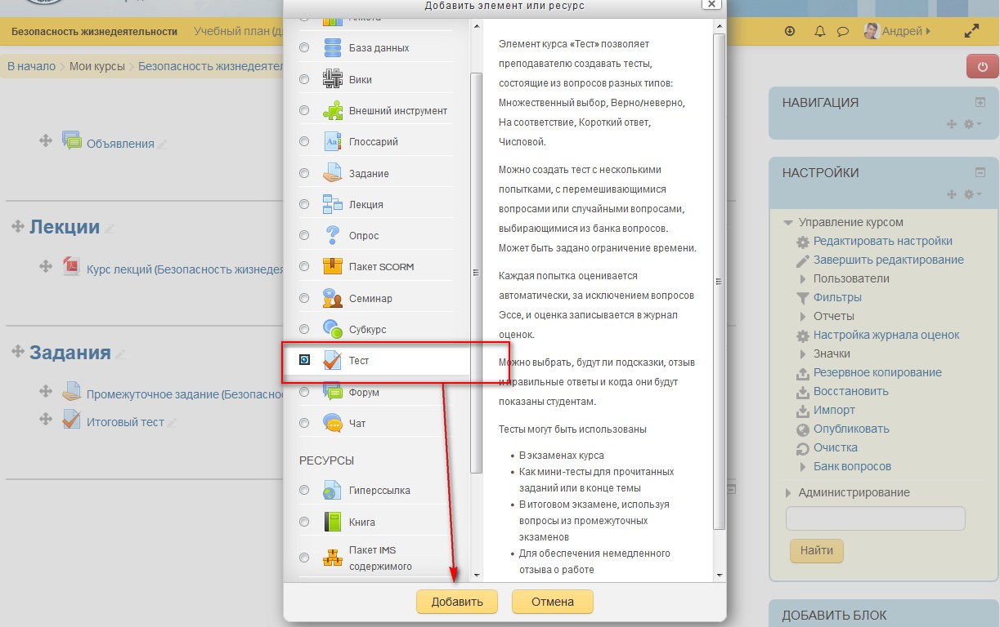 Добавить элемент или ресурс
Безопасность жизнедеятельности
Учебный план
Андрей
В начало
Мои курсы
Безопасность
Объявления
Лекции
Курс лекций (Безопасность
Задания
Промежуточное задание
Итоговый тест
Анкета
База данных
Вики
Внешний инструмент
Глоссарий
Задание
Лекция
Опрос
Пакет SCORM
Семинар
Субкурс
Тест
Форум
Чат
РЕСУРСЫ
Гиперссылка
Книга
Пакет IMS
содержимого
Элемент курса «Тест» позволяет
преподавателю создавать тесты,
состоящие из вопросов разных типов:
Множественный выбор, Верно/неверно,
На соответствие, Короткий ответ,
Числовой.
Можно создать тест с несколькими
попытками, с перемешивающимися
вопросами или случайными вопросами,
выбирающимися из банка вопросов.
Может быть задано ограничение времени.
Каждая попытка оценивается
автоматически, за исключением вопросов
Эссе, и оценка записывается в журнал
оценок.
Можно выбрать, будут ли подсказки, отзыв
и правильные ответы и когда они будут
показаны студентам.
Тесты могут быть использованы
• В экзаменах курса
• Как мини-тесты для прочитанных
заданий или в конце темы
• В итоговом экзамене, используя
вопросы из промежуточных
экзаменов
• Для обеспечения немедленного
отзыва о работе
Добавить
Отмена
НАВИГАЦИЯ
НАСТРОЙКИ
Управление курсом
Редактировать настройки
Завершить редактирование
Пользователи
Фильтры
Отчеты
Настройка журнала оценок
Значки
Резервное копирование
Восстановить
Импорт
Опубликовать
Очистка
Банк вопросов
Администрирование
Найти
ДОБАВИТЬ БЛОК